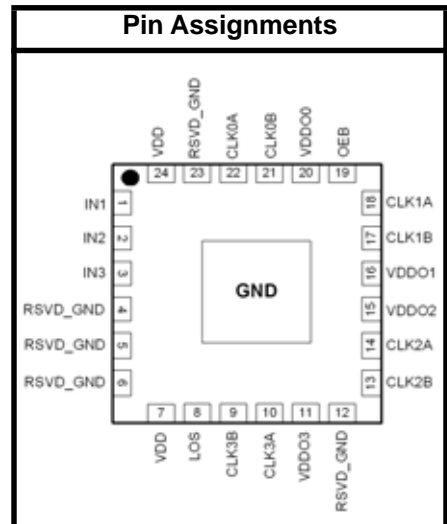 Pin Assignments
VDD
RSVD_GND
CLK0A
CLK0B
VDDO0
OEB
24 23 22 21 20 19
IN1 1
IN2 2
IN3 3
RSVD_GND 4
RSVD_GND 5
RSVD_GND 6
GND
18 CLK1A
17 CLK1B
16 VDDO1
15 VDDO2
14 CLK2A
13 CLK2B
7 8 9 10 11 12
VDD
LOS
CLK3B
CLK3A
VDDO3
RSVD_GND